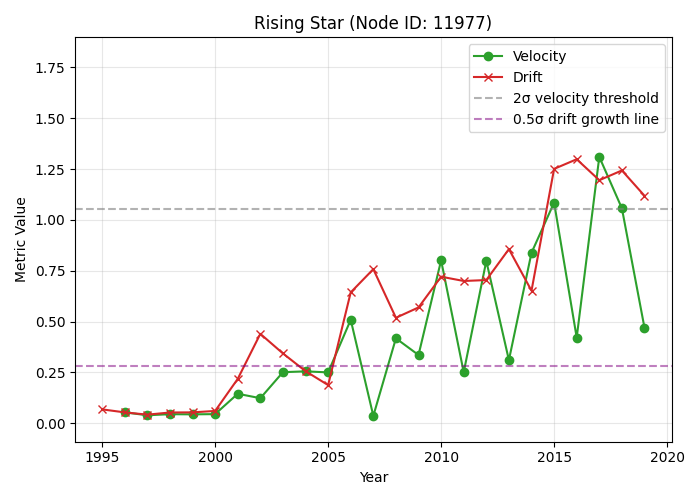 Rising Star (Node ID: 11977)
Velocity
Drift
2σ velocity threshold
0.5σ drift growth line
Metric Value
1.75
1.50
1.25
1.00
0.75
0.50
0.25
0.00
1995
2000
2005
2010
2015
2020
Year